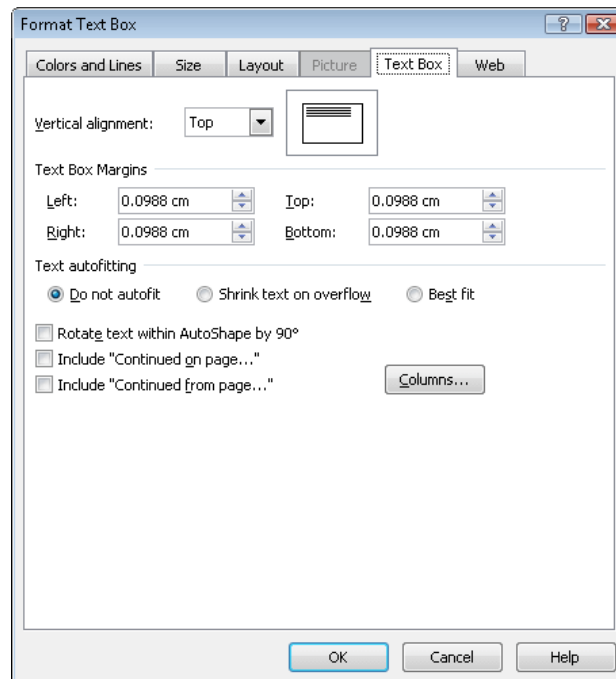 Format Text Box
Colors and Lines Size Layout Picture Text Box Web
Vertical alignment: Top
Text Box Margins
Left: 0.0988 cm Top: 0.0988 cm
Right: 0.0988 cm Bottom: 0.0988 cm
Text autofitting
Do not autofit Shrink text on overflow Best fit
Rotate text within AutoShape by 90°
Include "Continued on page..."
Include "Continued from page..." Columns...
OK Cancel Help